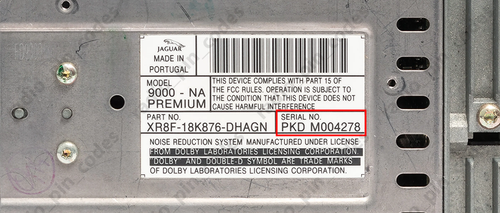 JAGUAR
MADE IN
PORTUGAL
MODEL
9000 - NA
PREMIUM
THIS DEVICE COMPLIES WITH PART 15 OF
THE FCC RULES. OPERATION IS SUBJECT TO
THE CONDITION THAT THIS DEVICE DOES NOT
CAUSE HARMFUL INTERFERENCE
PART NO.
XR8F-18K876-DHAGN
SERIAL NO.
PKD M004278
NOISE REDUCTION SYSTEM MANUFACTURED UNDER LICENSE
FROM DOLBY LABORATORIES LICENSING CORPORATION.
DOLBY AND DOUBLE-D SYMBOL ARE TRADE MARKS
OF DOLBY LABORATORIES LICENSING CORPORATION.